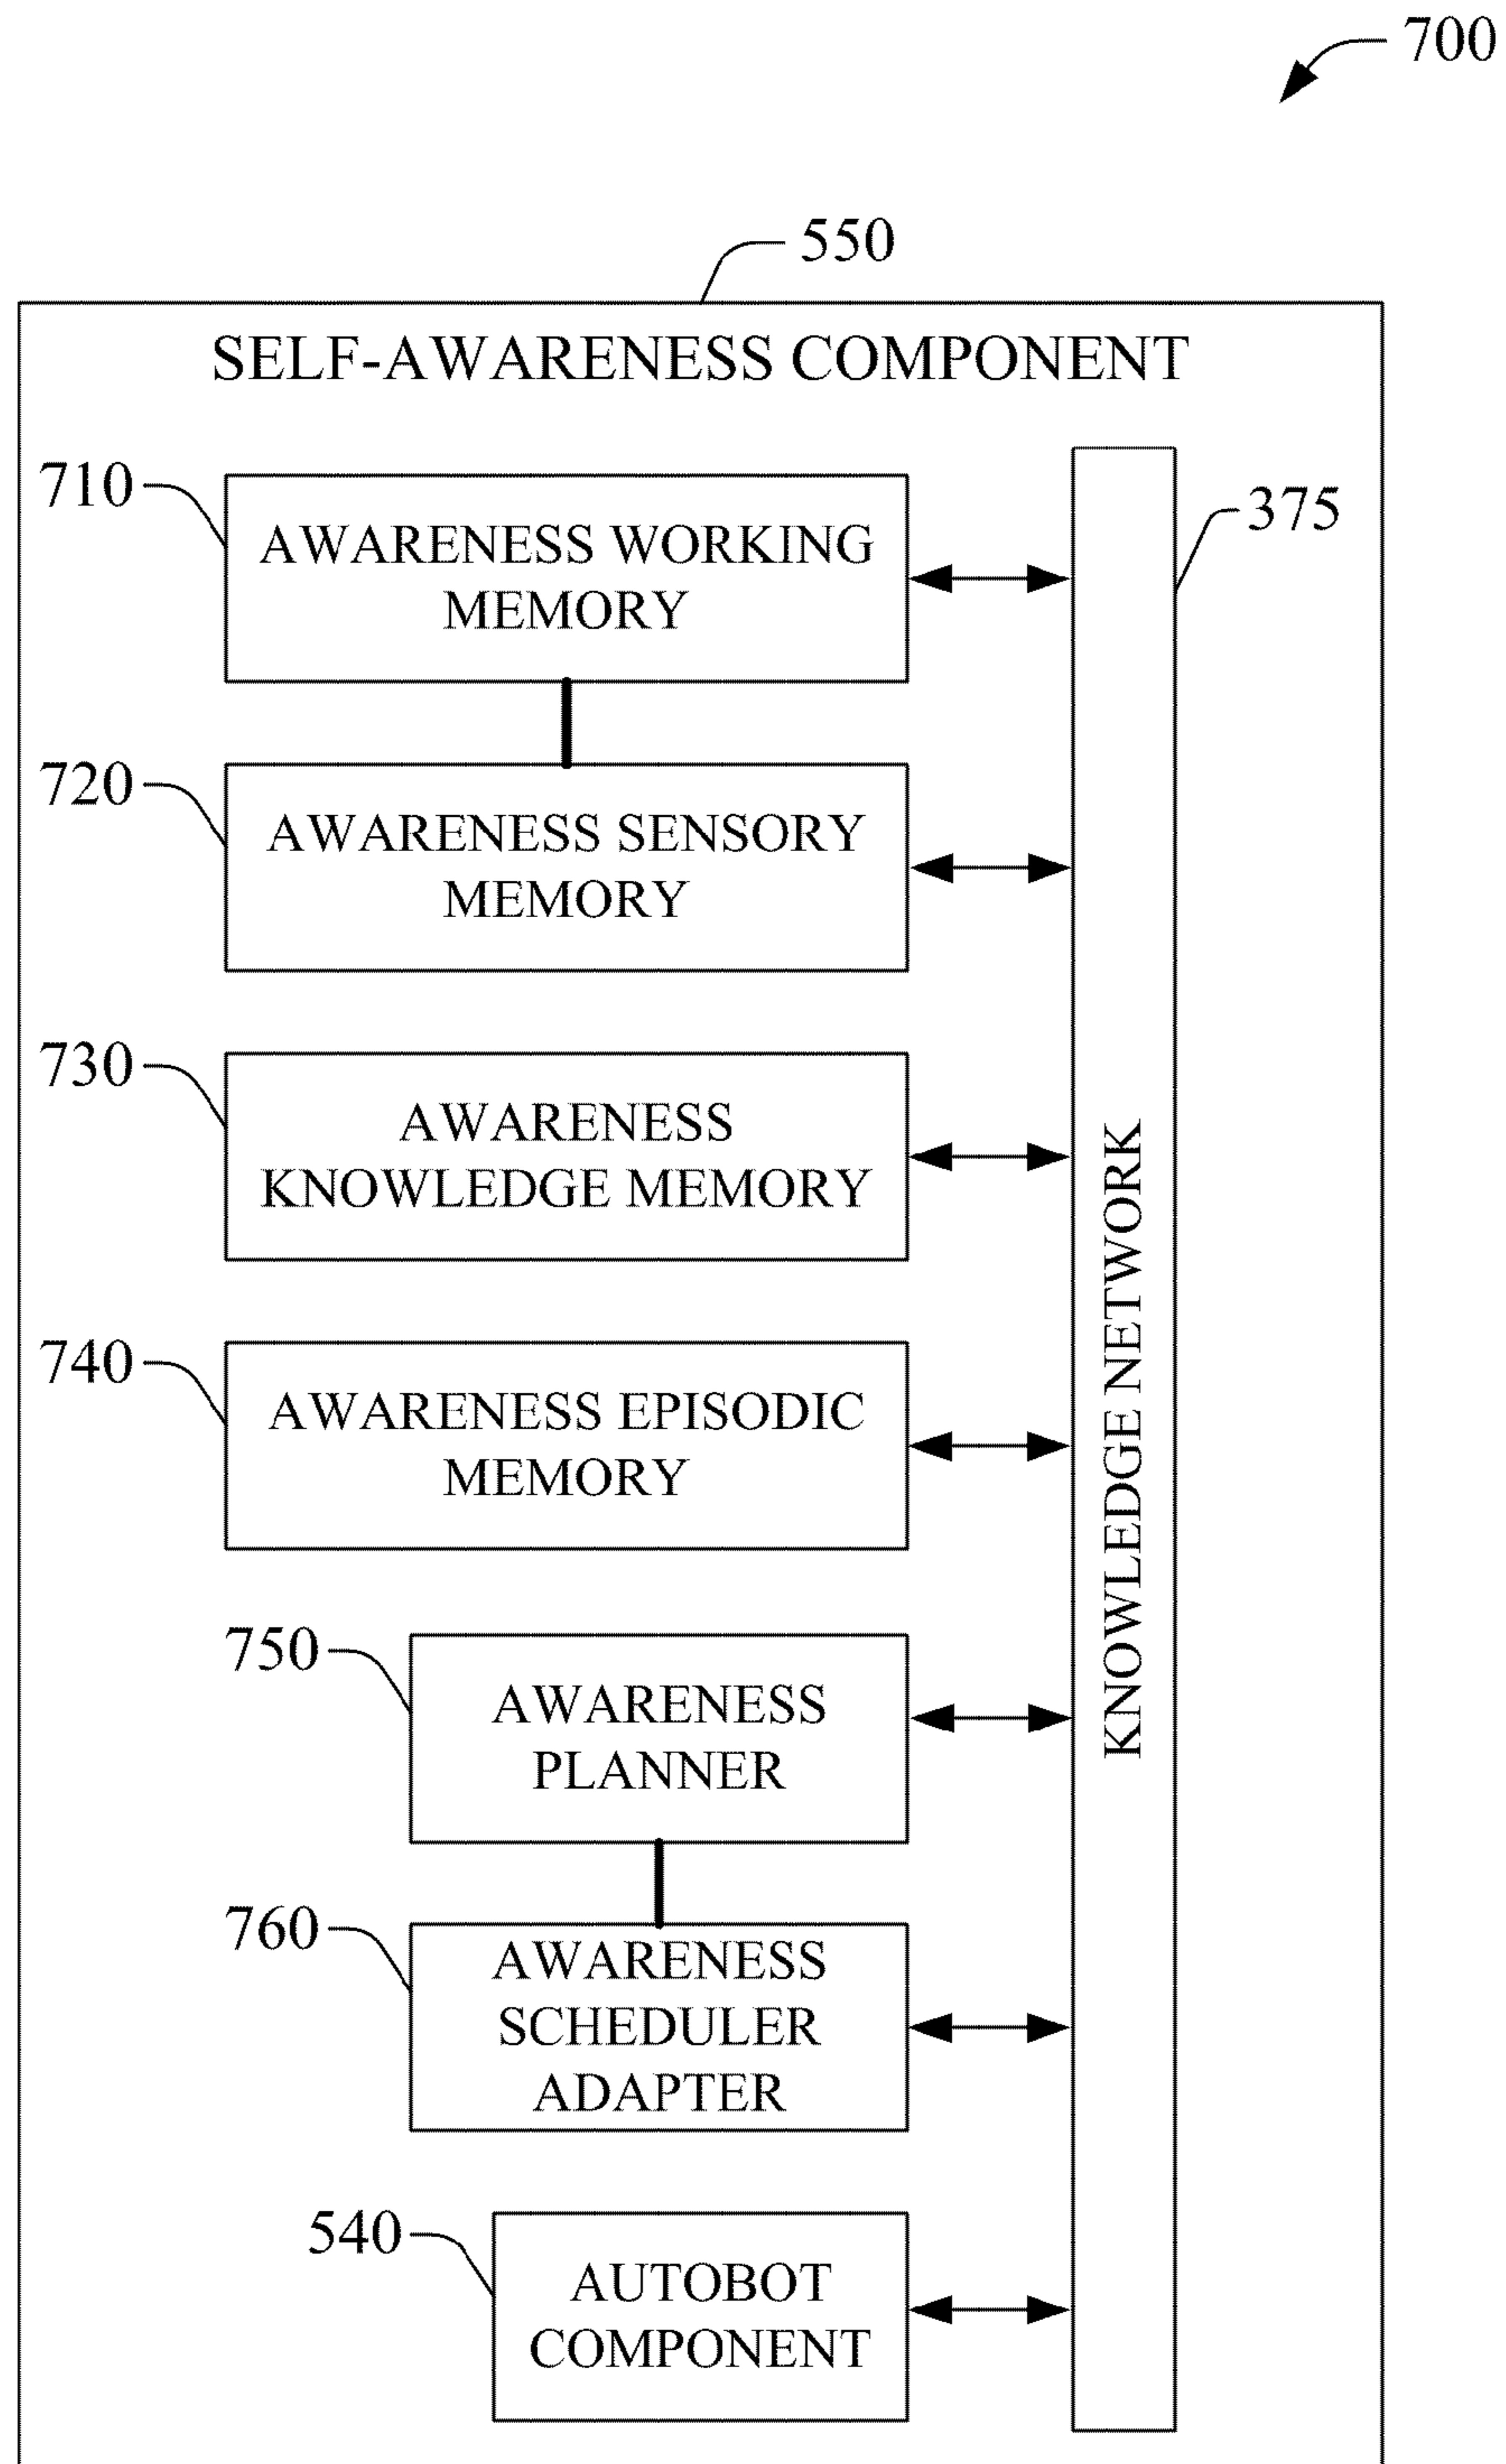 700
550
SELF-AWARENESS COMPONENT
710
AWARENESS WORKING
MEMORY
375
720
AWARENESS SENSORY
MEMORY
730
AWARENESS
KNOWLEDGE MEMORY
740
AWARENESS EPISODIC
MEMORY
KNOWLEDGE NETWORK
750
AWARENESS
PLANNER
760
AWARENESS
SCHEDULER
ADAPTER
540
AUTOBOT
COMPONENT